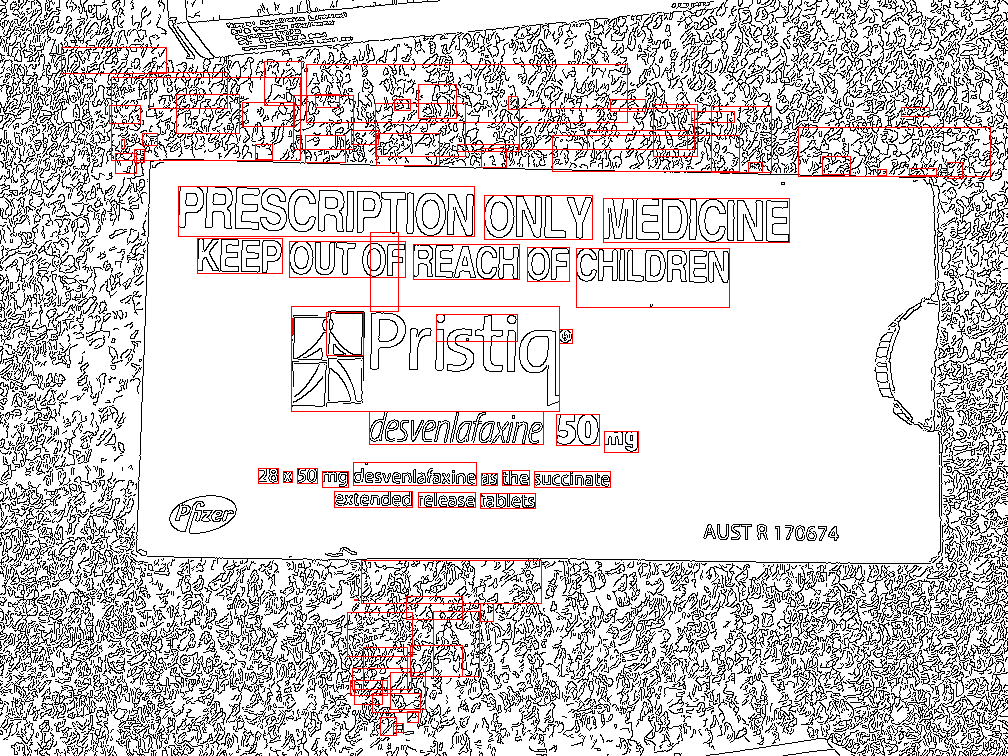 PRESCRIPTION ONLY MEDICINE
KEEP OUT OF REACH OF CHILDREN
Pristiq®
desvenlafaxine 50 mg
28 x 50 mg desvenlafaxine as the succinate
extended release tablets
Pfizer
AUST R 170674